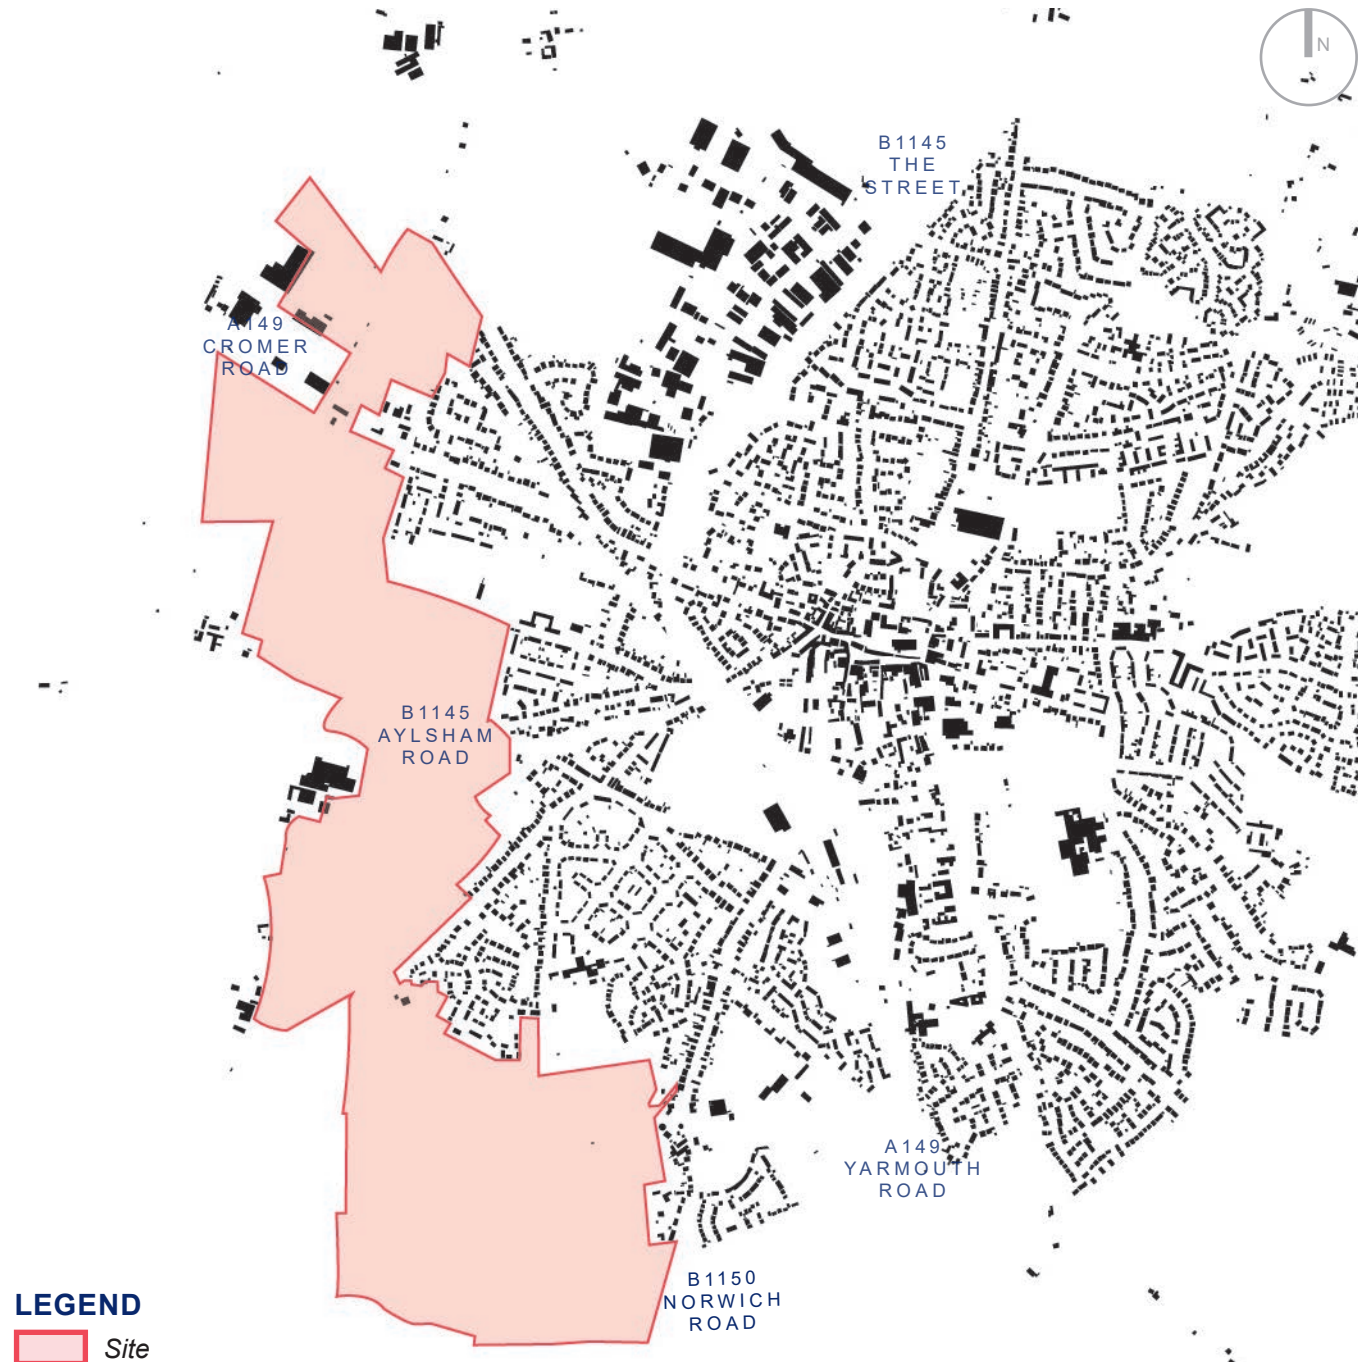 N
B1145
THE
STREET
A149
CROMER
ROAD
B1145
AYLSHAM
ROAD
A149
YARMOUTH
ROAD
B1150
NORWICH
ROAD
LEGEND
Site